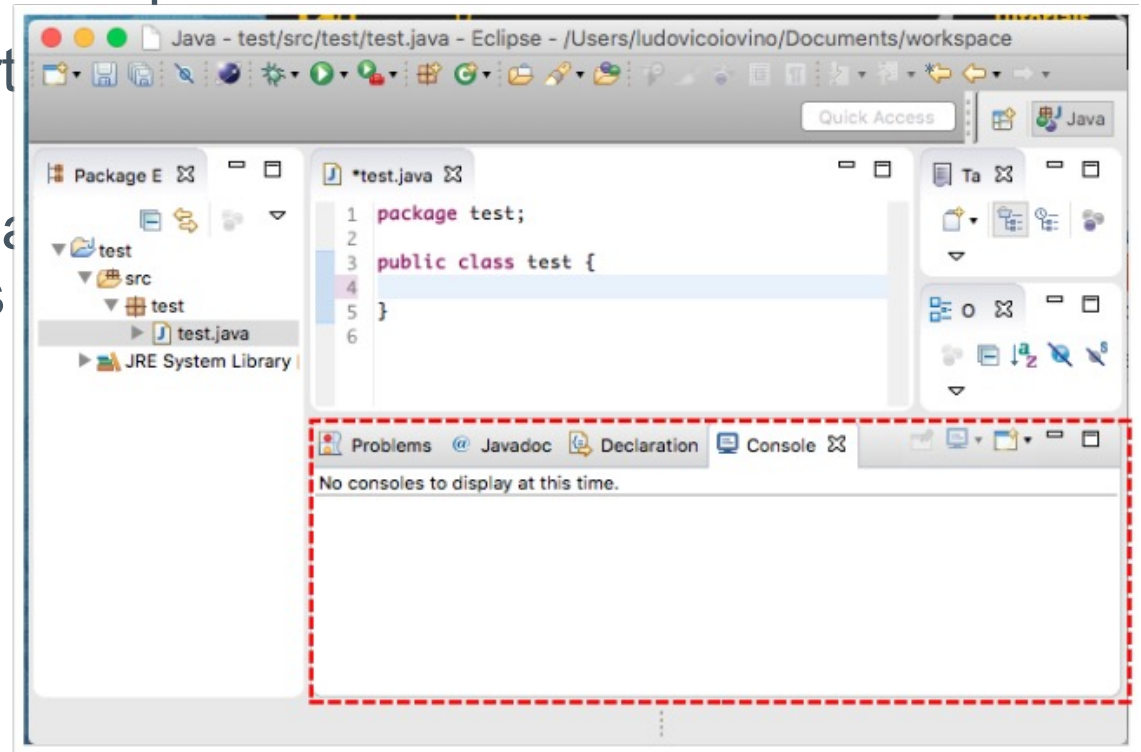 Tutorials
Java - test/src/test/test.java - Eclipse - /Users/ludovicoiovino/Documents/workspace
Quick Access
Java
Package E
*test.java
Ta
1 package test;
2
3 public class test {
4
5 }
6
test
src
test
test.java
JRE System Library
O
Problems @ Javadoc Declaration Console
No consoles to display at this time.